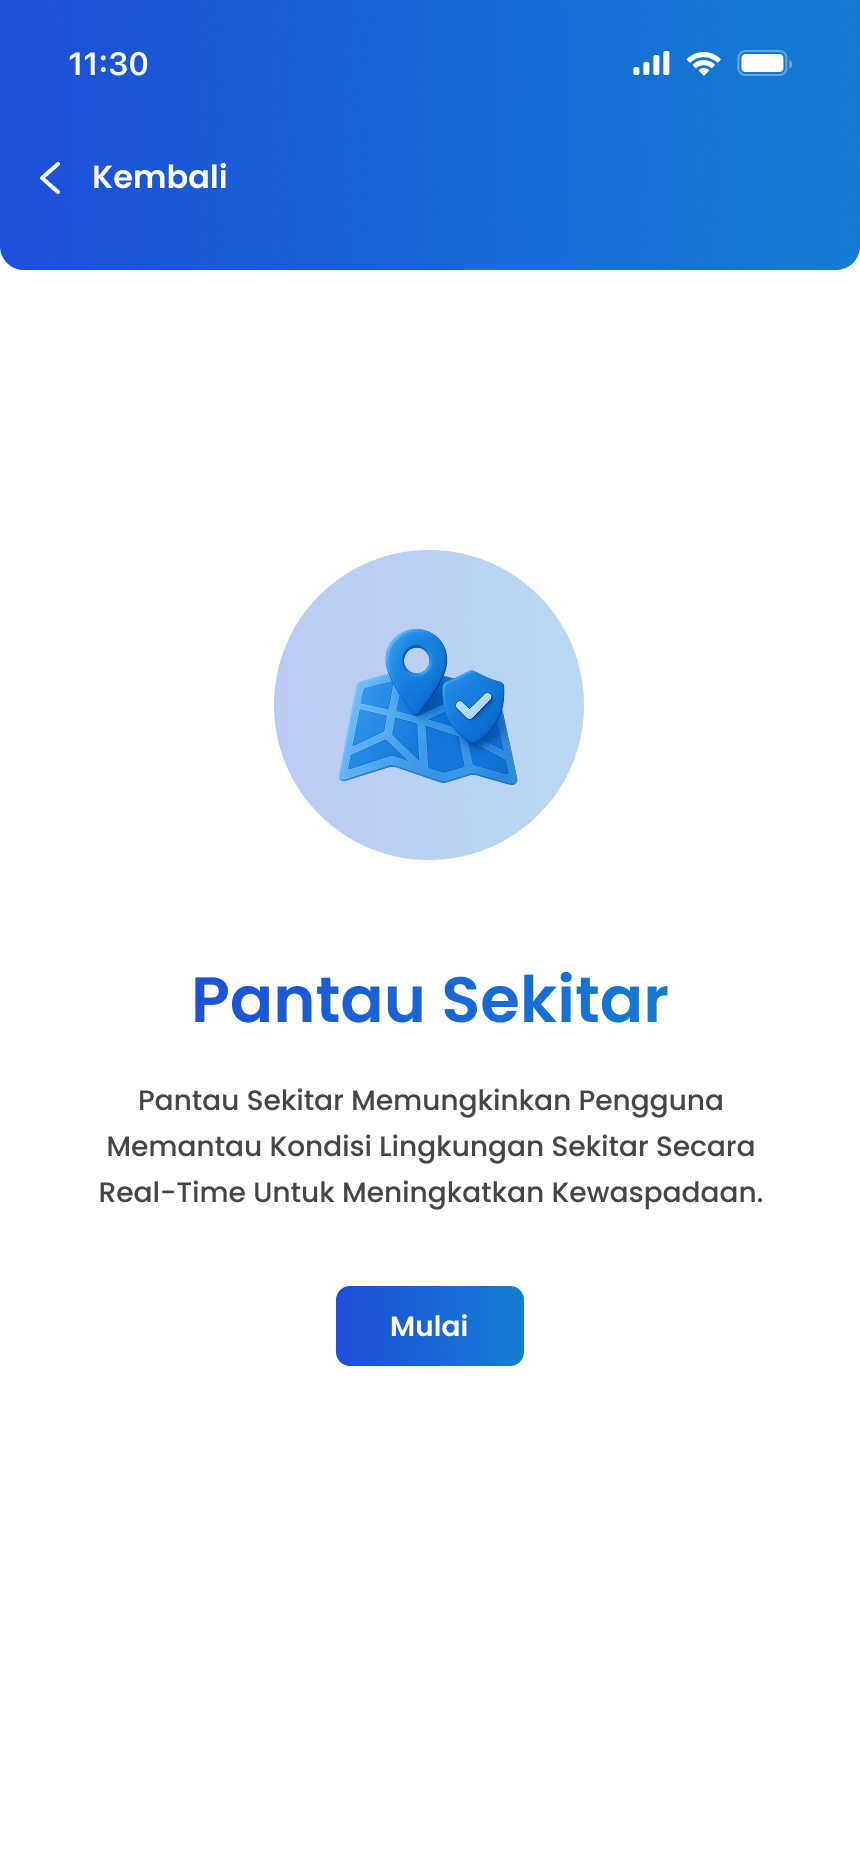 11:30
Kembali
Pantau Sekitar
Pantau Sekitar Memungkinkan Pengguna
Memantau Kondisi Lingkungan Sekitar Secara
Real-Time Untuk Meningkatkan Kewaspadaan.
Mulai